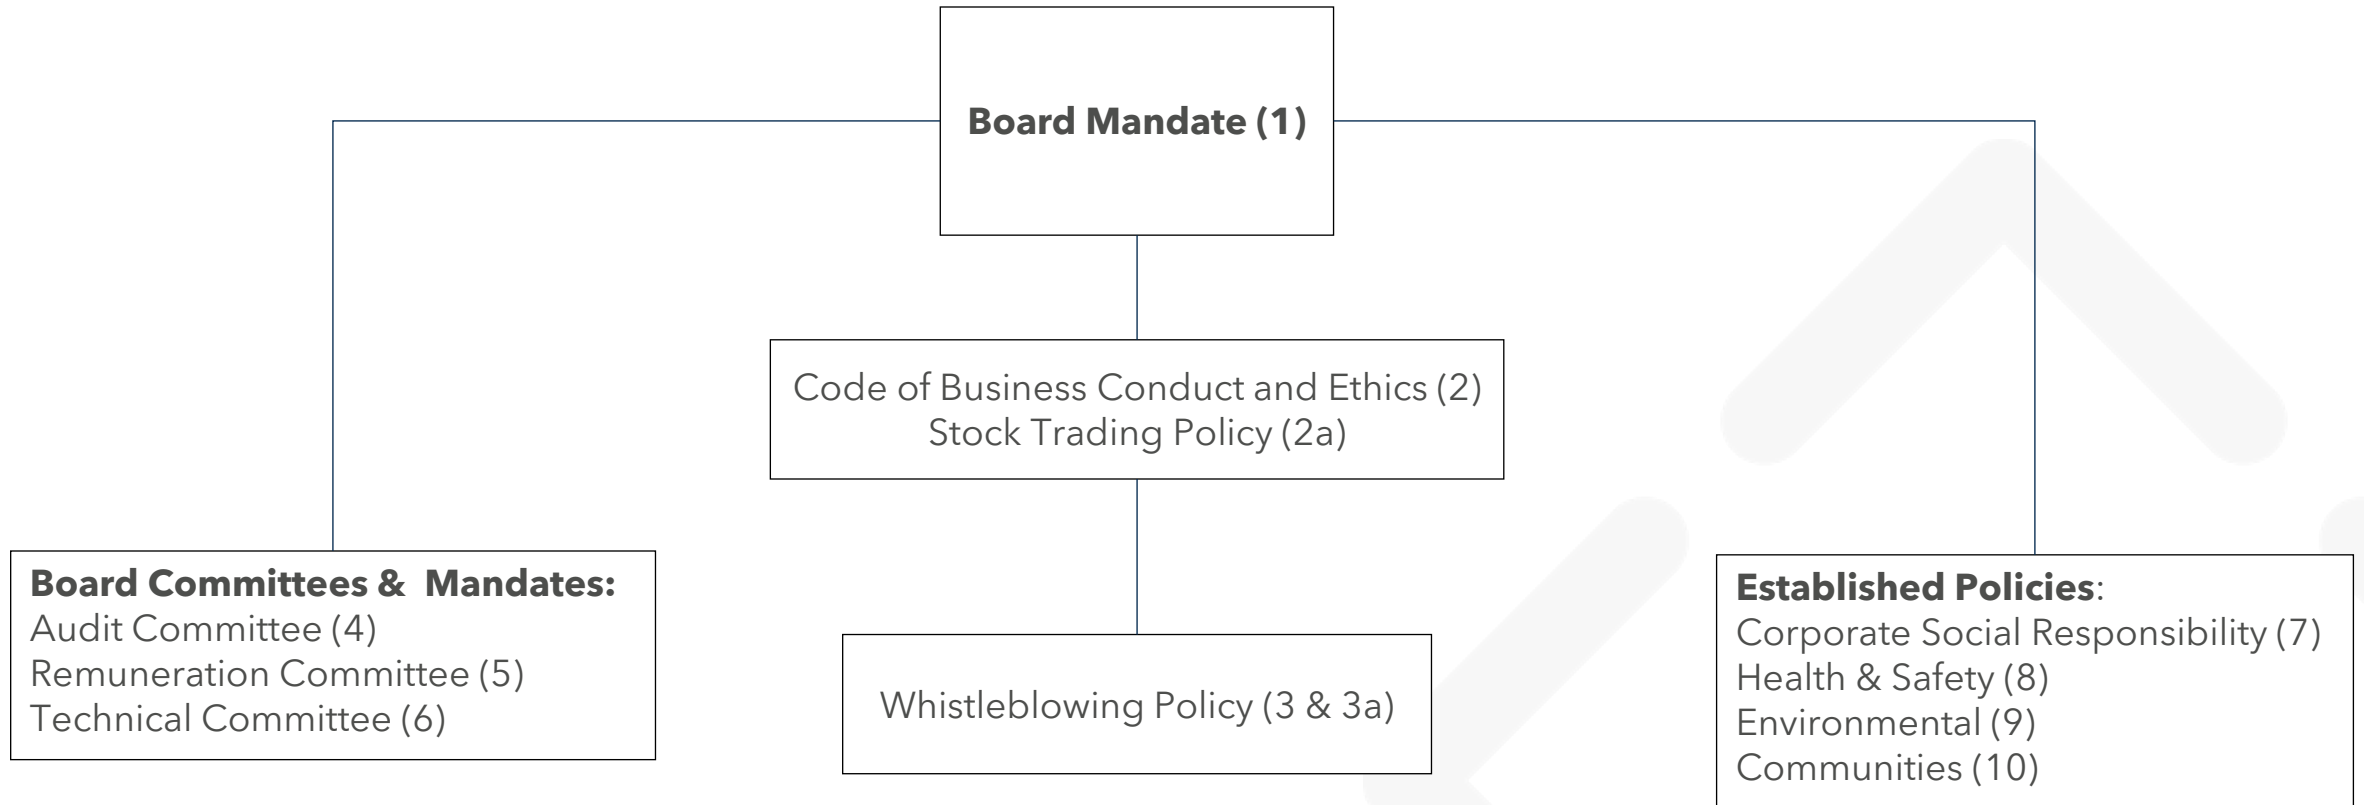 Board Mandate (1)
Code of Business Conduct and Ethics (2)
Stock Trading Policy (2a)
Board Committees & Mandates:
Audit Committee (4)
Remuneration Committee (5)
Technical Committee (6)
Whistleblowing Policy (3 & 3a)
Established Policies:
Corporate Social Responsibility (7)
Health & Safety (8)
Environmental (9)
Communities (10)